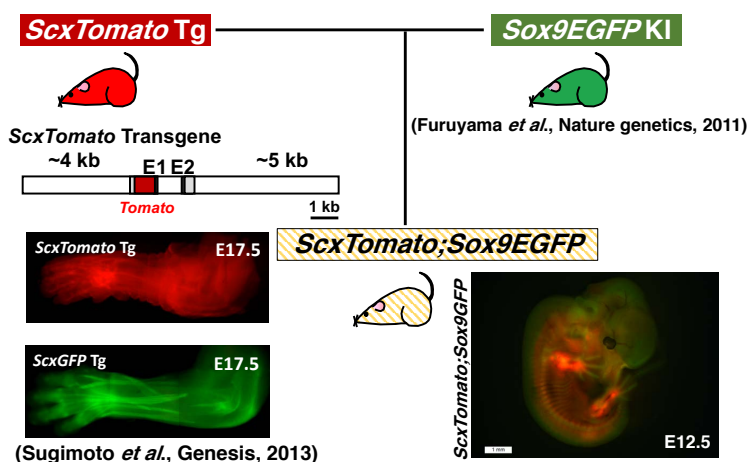 ScxTomato Tg
Sox9EGFP KI
(Furuyama et al., Nature genetics, 2011)
ScxTomato Transgene
~4 kb
~5 kb
E1 E2
Tomato
1 kb
ScxTomato;Sox9EGFP
ScxTomato Tg
E17.5
ScxGFP Tg
E17.5
(Sugimoto et al., Genesis, 2013)
ScxTomato;Sox9GFP
1 mm
E12.5